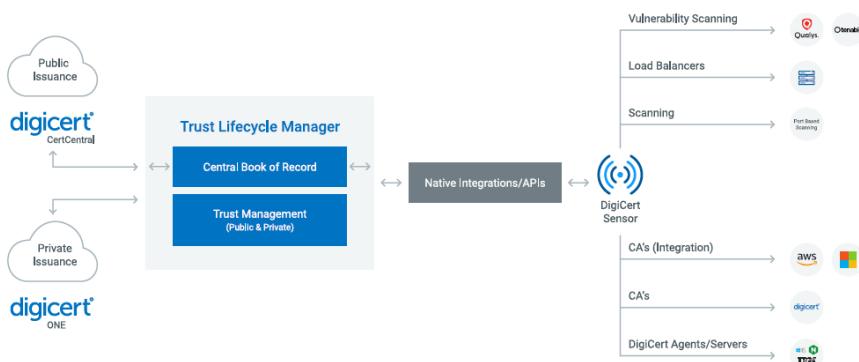 Public
Issuance
digicert®
CertCentral
Private
Issuance
digicert®
ONE
Trust Lifecycle Manager
Central Book of Record
Trust Management
(Public & Private)
Native Integrations/APIs
DigiCert
Sensor
Vulnerability Scanning
Qualys.
tenable
Load Balancers
Scanning
Port Based
Scanning
CA's (Integration)
aws
CA's
digicert®
DigiCert Agents/Servers